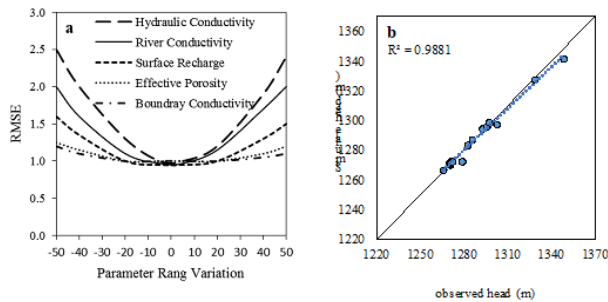 a
Hydraulic Conductivity
River Conductivity
Surface Recharge
Effective Porosity
Boundray Conductivity
3.0
2.5
2.0
1.5
1.0
0.5
0.0
RMSE
-50 -40 -30 -20 -10 0 10 20 30 40 50
Parameter Rang Variation
b
R² = 0.9881
1360
1340
1320
1300
1280
1260
1240
1220
1220 1250 1280 1310 1340 1370
observed head (m)